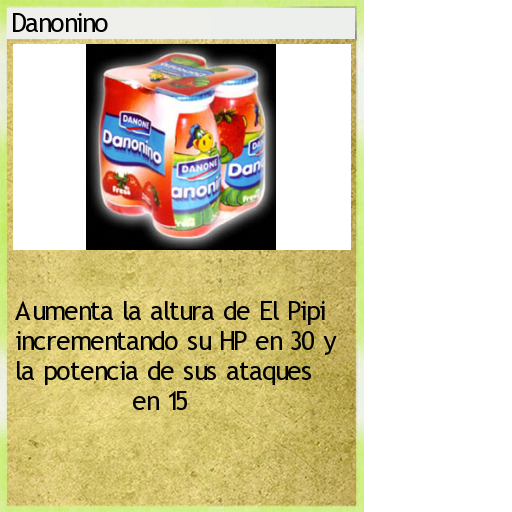 Danonino
DANONE
Danonino
DANONE
Danoni
Fresa
Aumenta la altura de El Pipi
incrementando su HP en 30 y
la potencia de sus ataques
en 15